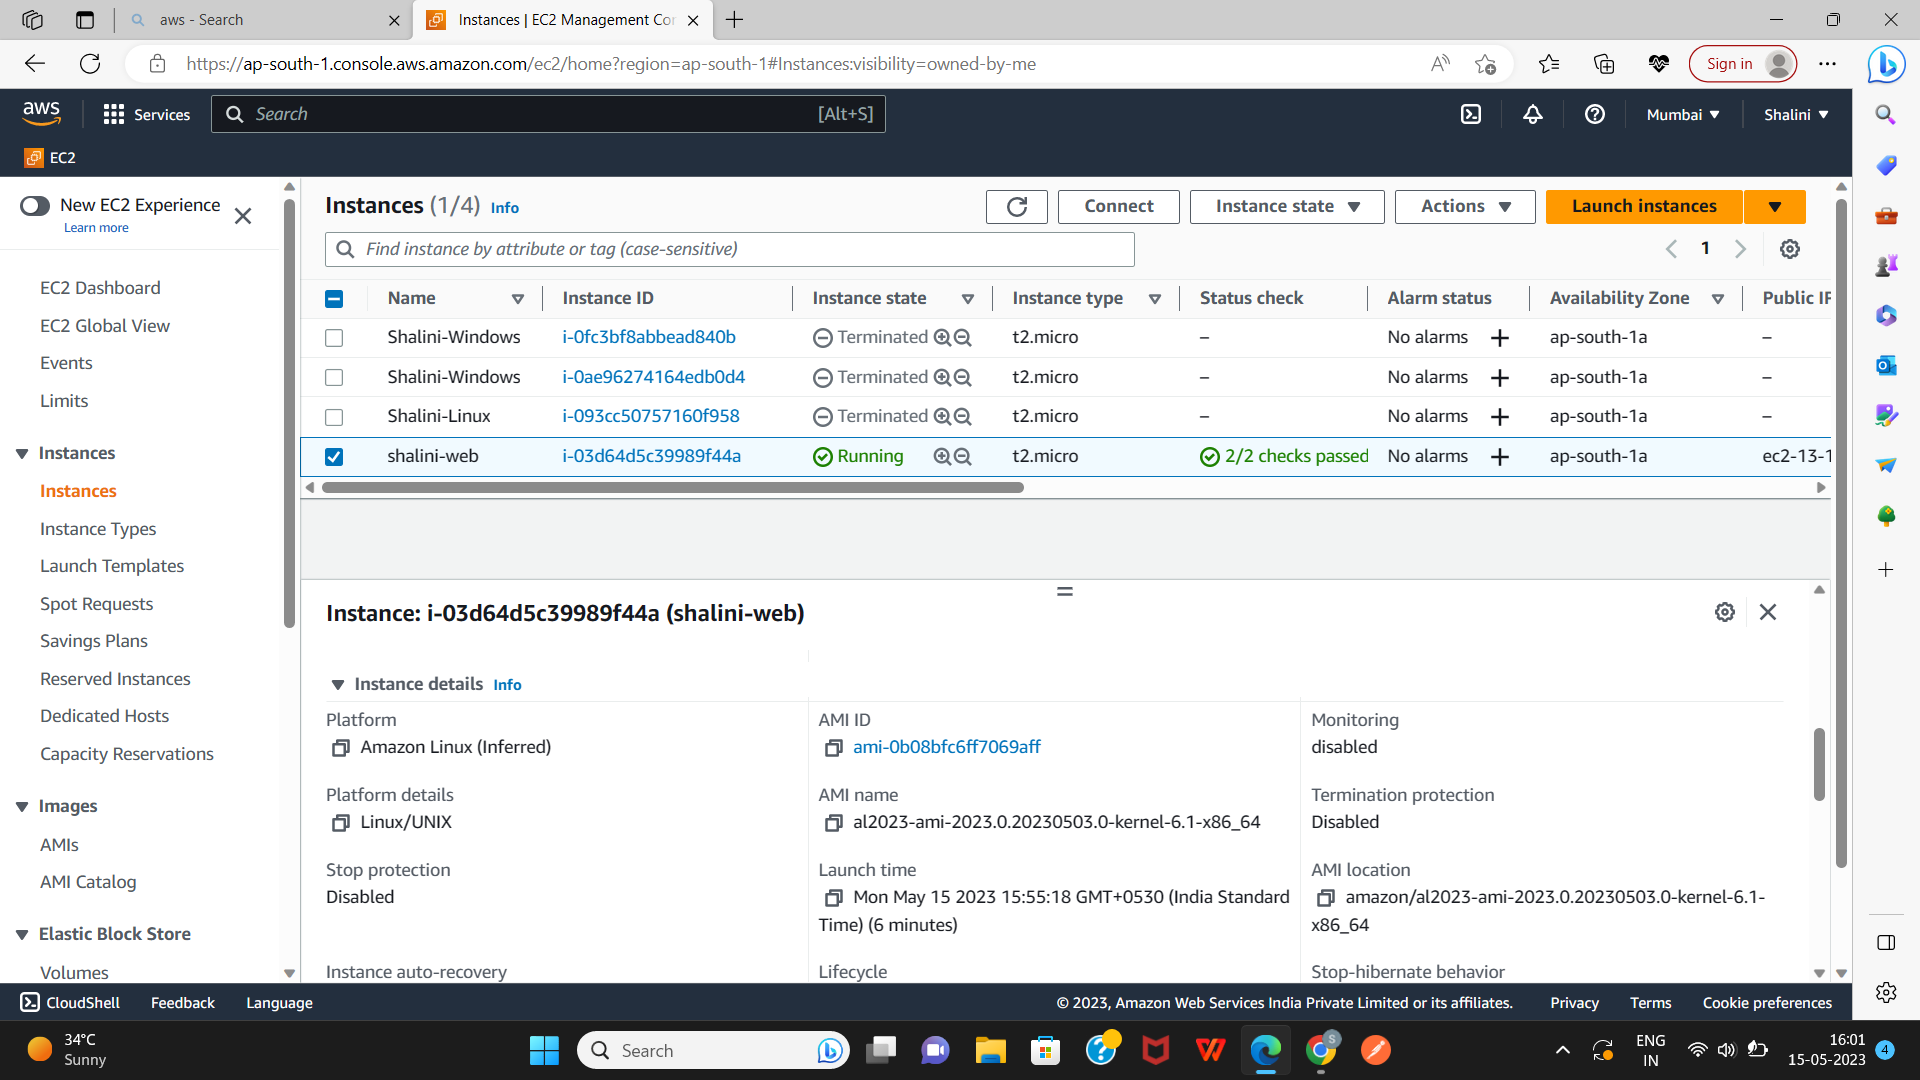 aws - Search
Instances | EC2 Management Cor
https://ap-south-1.console.aws.amazon.com/ec2/home?region=ap-south-1#Instances:visibility=owned-by-me
Sign in
aws
Services
Search
[Alt+S]
Mumbai
Shalini
EC2
New EC2 Experience
Learn more
EC2 Dashboard
EC2 Global View
Events
Limits
Instances
Instances
Instance Types
Launch Templates
Spot Requests
Savings Plans
Reserved Instances
Dedicated Hosts
Capacity Reservations
Images
AMIs
AMI Catalog
Elastic Block Store
Volumes
Instances (1/4) Info
Connect
Instance state
Actions
Launch instances
Find instance by attribute or tag (case-sensitive)
1
Name Instance ID Instance state Instance type Status check Alarm status Availability Zone Public IP
Shalini-Windows i-0fc3bf8abbead840b Terminated t2.micro – No alarms + ap-south-1a –
Shalini-Windows i-0ae96274164edb0d4 Terminated t2.micro – No alarms + ap-south-1a –
Shalini-Linux i-093cc50757160f958 Terminated t2.micro – No alarms + ap-south-1a –
shalini-web i-03d64d5c39989f44a Running t2.micro 2/2 checks passed No alarms + ap-south-1a ec2-13-1
Instance: i-03d64d5c39989f44a (shalini-web)
Instance details Info
Platform
Amazon Linux (Inferred)
AMI ID
ami-0b08bfc6ff7069aff
Monitoring
disabled
Platform details
Linux/UNIX
AMI name
al2023-ami-2023.0.20230503.0-kernel-6.1-x86_64
Termination protection
Disabled
Stop protection
Disabled
Launch time
Mon May 15 2023 15:55:18 GMT+0530 (India Standard
Time) (6 minutes)
AMI location
amazon/al2023-ami-2023.0.20230503.0-kernel-6.1-
x86_64
Instance auto-recovery
Lifecycle
Stop-hibernate behavior
CloudShell
Feedback
Language
© 2023, Amazon Web Services India Private Limited or its affiliates.
Privacy
Terms
Cookie preferences
34°C
Sunny
Search
S
ENG
IN
16:01
15-05-2023
4